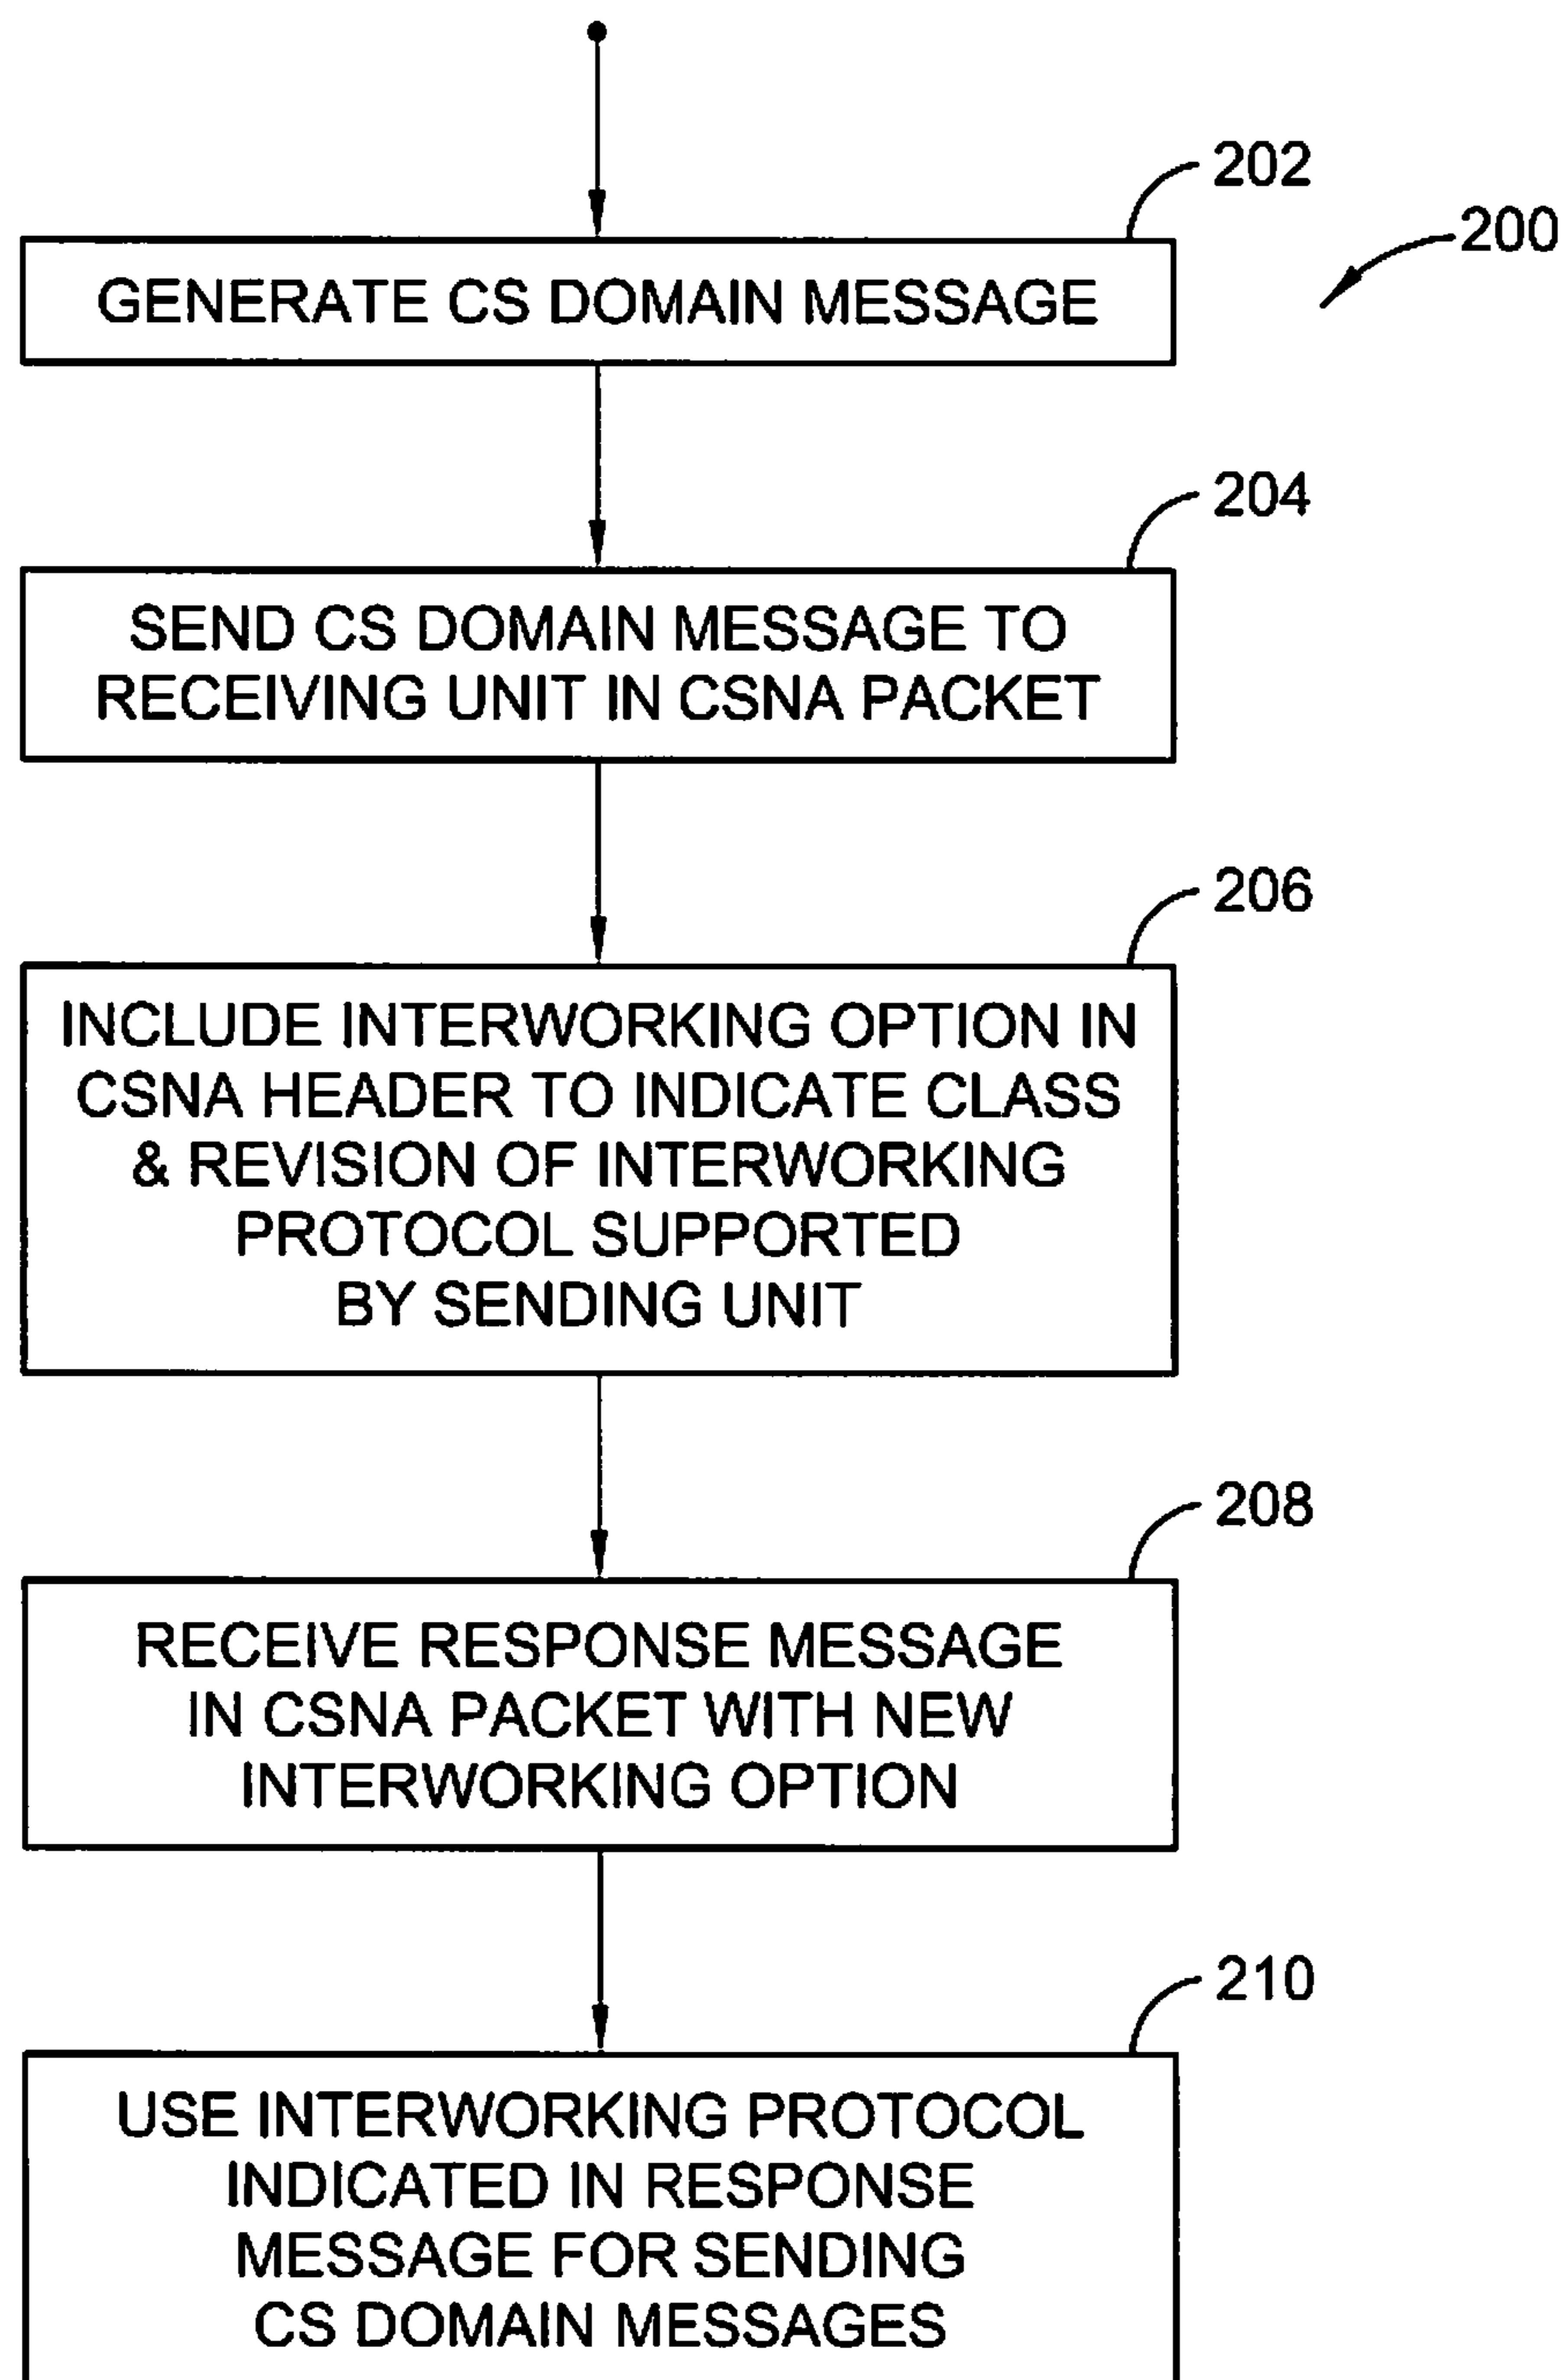 202
200
GENERATE CS DOMAIN MESSAGE
204
SEND CS DOMAIN MESSAGE TO
RECEIVING UNIT IN CSNA PACKET
206
INCLUDE INTERWORKING OPTION IN
CSNA HEADER TO INDICATE CLASS
& REVISION OF INTERWORKING
PROTOCOL SUPPORTED
BY SENDING UNIT
208
RECEIVE RESPONSE MESSAGE
IN CSNA PACKET WITH NEW
INTERWORKING OPTION
210
USE INTERWORKING PROTOCOL
INDICATED IN RESPONSE
MESSAGE FOR SENDING
CS DOMAIN MESSAGES